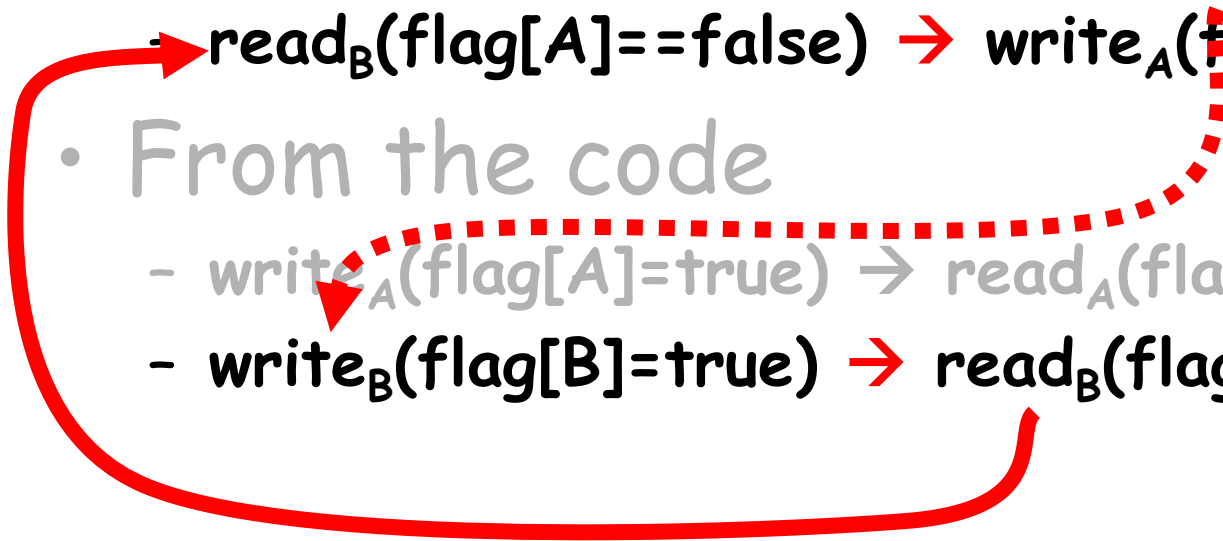 – read_B(flag[A]==false) → write_A(
• From the code
– write_A(flag[A]=true) → read_A(fla
– write_B(flag[B]=true) → read_B(flag